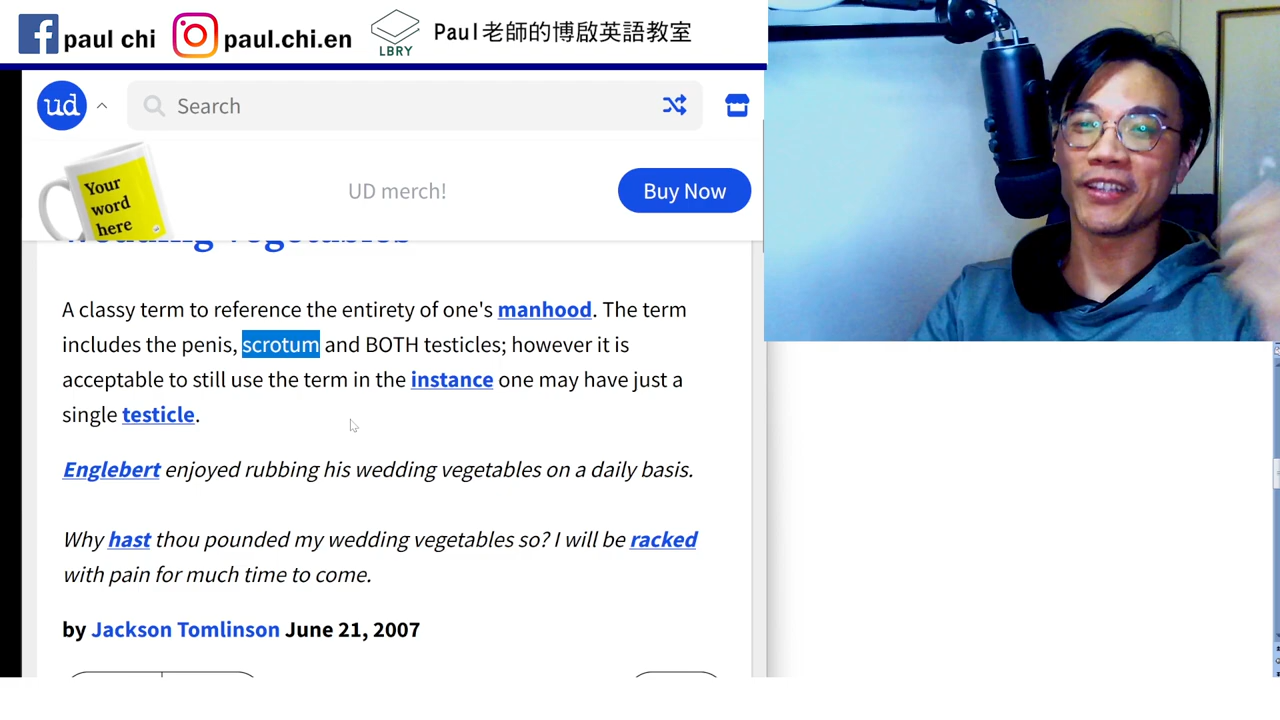 paul chi
paul.chi.en
LBRY
Paul老師的博啟英語教室
ud
Search
Your
word
here
UD merch!
Buy Now
wedding vegetables
A classy term to reference the entirety of one's manhood. The term
includes the penis, scrotum and BOTH testicles; however it is
acceptable to still use the term in the instance one may have just a
single testicle.
Englebert enjoyed rubbing his wedding vegetables on a daily basis.
Why hast thou pounded my wedding vegetables so? I will be racked
with pain for much time to come.
by Jackson Tomlinson June 21, 2007